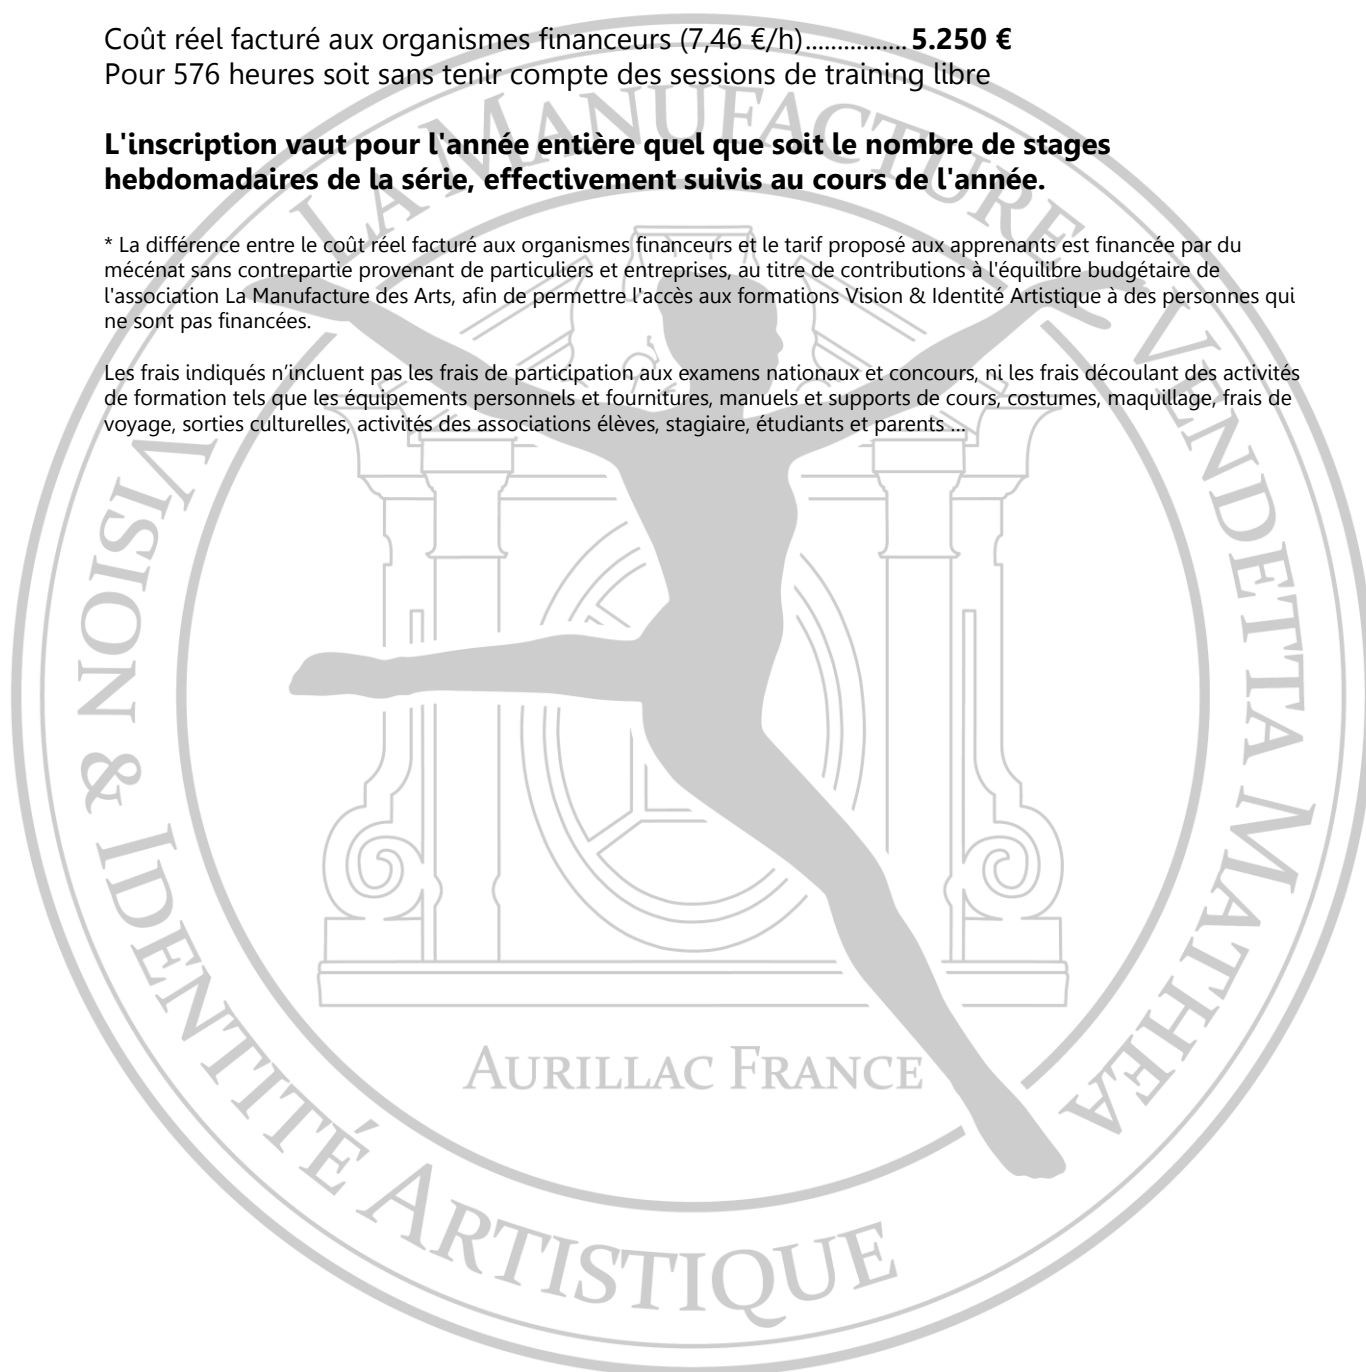 Coût réel facturé aux organismes financeurs (7,46 €/h)................ 5.250 €
Pour 576 heures soit sans tenir compte des sessions de training libre
L'inscription vaut pour l'année entière quel que soit le nombre de stages
hebdomadaires de la série, effectivement suivis au cours de l'année.
* La différence entre le coût réel facturé aux organismes financeurs et le tarif proposé aux apprenants est financée par du
mécénat sans contrepartie provenant de particuliers et entreprises, au titre de contributions à l'équilibre budgétaire de
l'association La Manufacture des Arts, afin de permettre l'accès aux formations Vision & Identité Artistique à des personnes qui
ne sont pas financées.
Les frais indiqués n’incluent pas les frais de participation aux examens nationaux et concours, ni les frais découlant des activités
de formation tels que les équipements personnels et fournitures, manuels et supports de cours, costumes, maquillage, frais de
voyage, sorties culturelles, activités des associations élèves, stagiaire, étudiants et parents ...
LA MANUFACTURE VENDETTA MATHEA
VISION & IDENTITÉ ARTISTIQUE
AURILLAC FRANCE